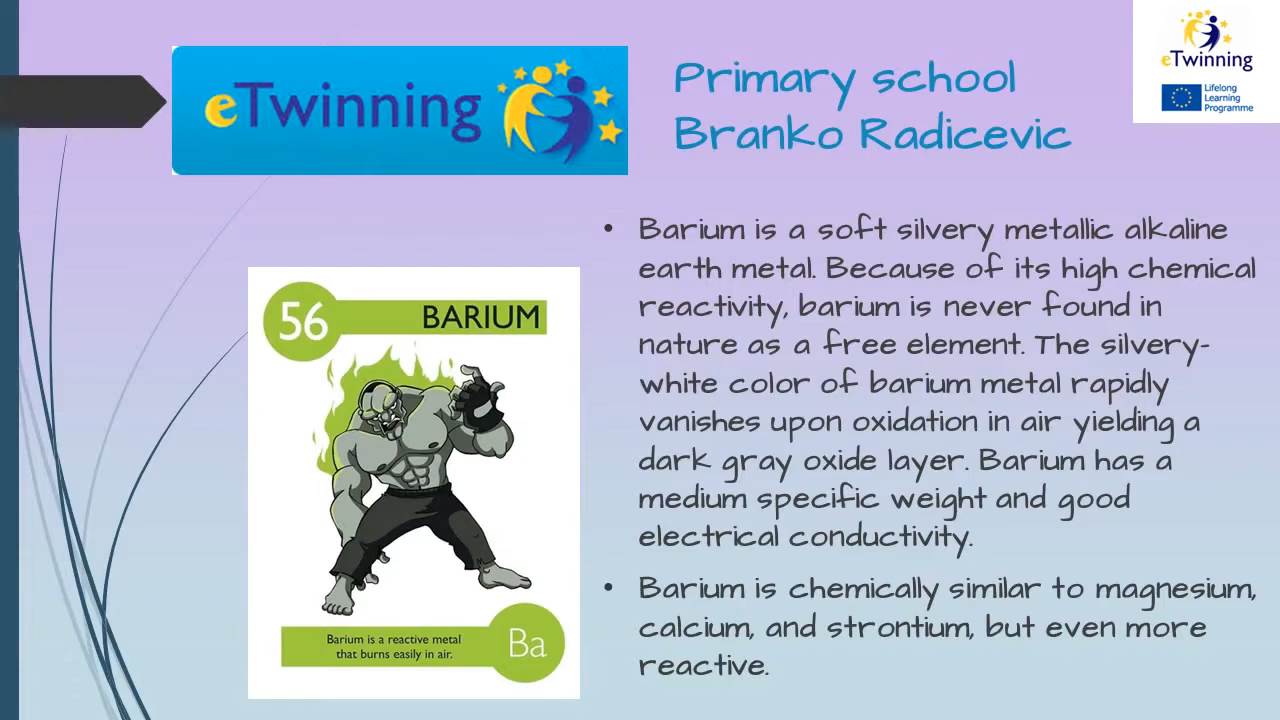 eTwinning
Primary school
Branko Radicevic
eTwinning
Lifelong
Learning
Programme
56
BARIUM
Barium is a reactive metal
that burns easily in air.
Ba
• Barium is a soft silvery metallic alkaline
earth metal. Because of its high chemical
reactivity, barium is never found in
nature as a free element. The silvery-
white color of barium metal rapidly
vanishes upon oxidation in air yielding a
dark gray oxide layer. Barium has a
medium specific weight and good
electrical conductivity.
• Barium is chemically similar to magnesium,
calcium, and strontium, but even more
reactive.